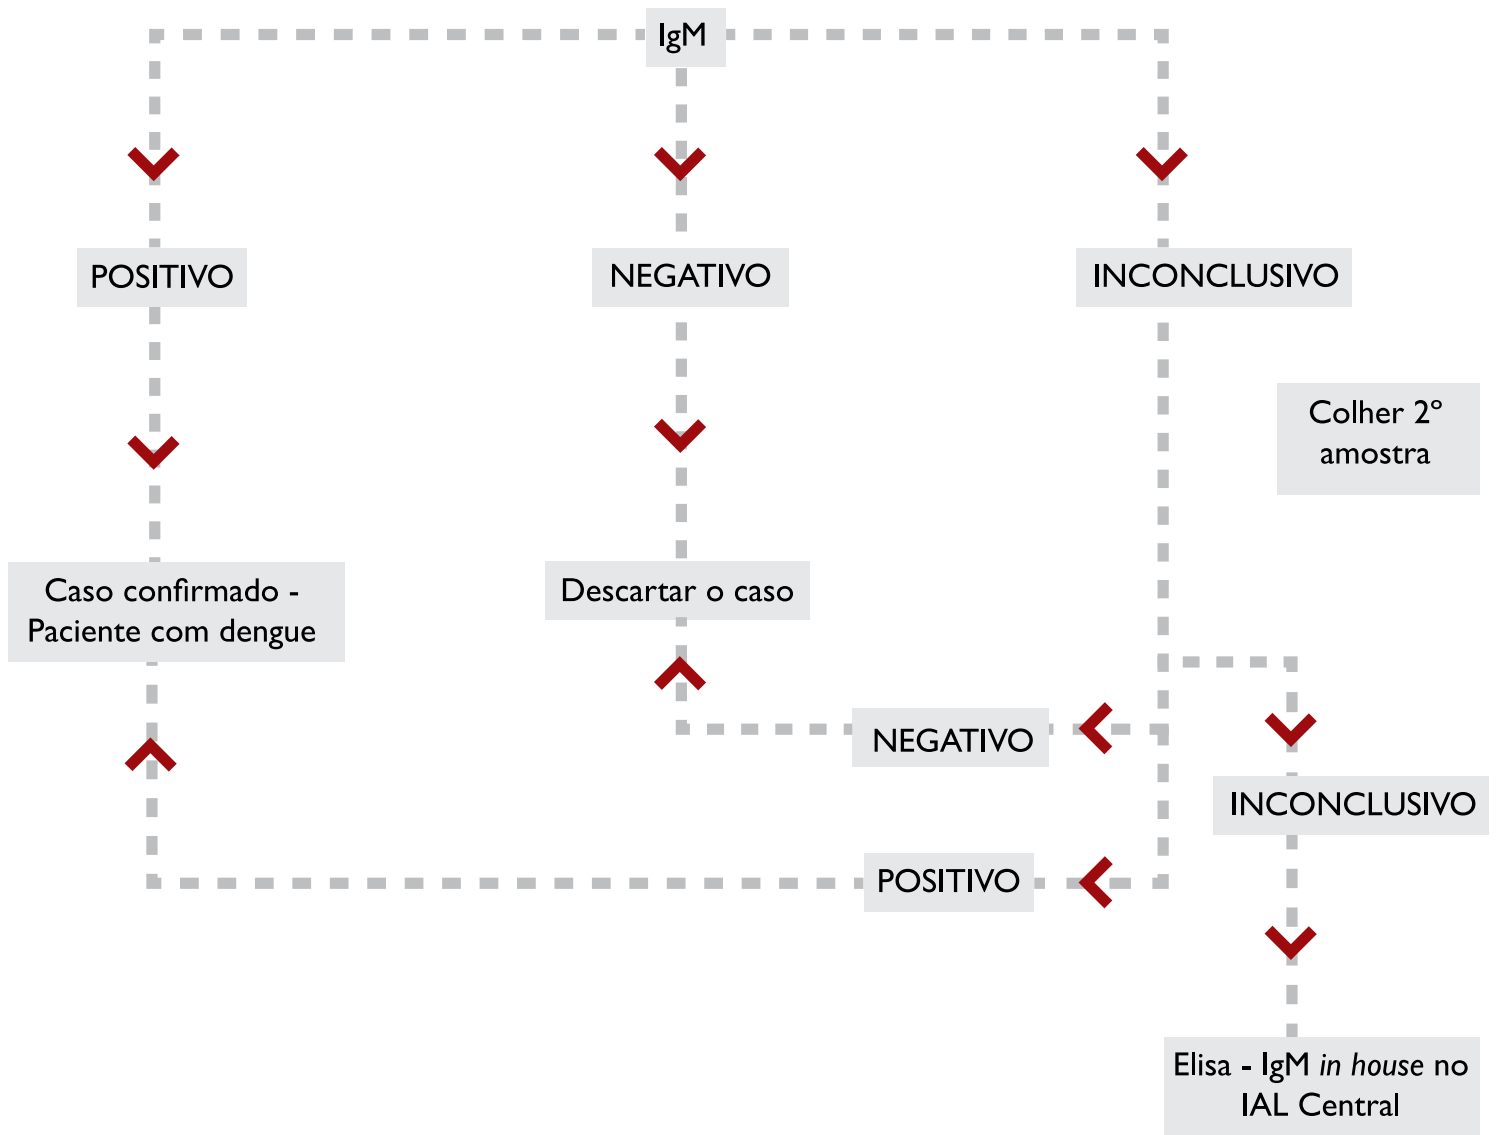 IgM
POSITIVO
NEGATIVO
INCONCLUSIVO
Colher 2º
amostra
Caso confirmado -
Paciente com dengue
Descartar o caso
NEGATIVO
INCONCLUSIVO
POSITIVO
Elisa - IgM in house no
IAL Central